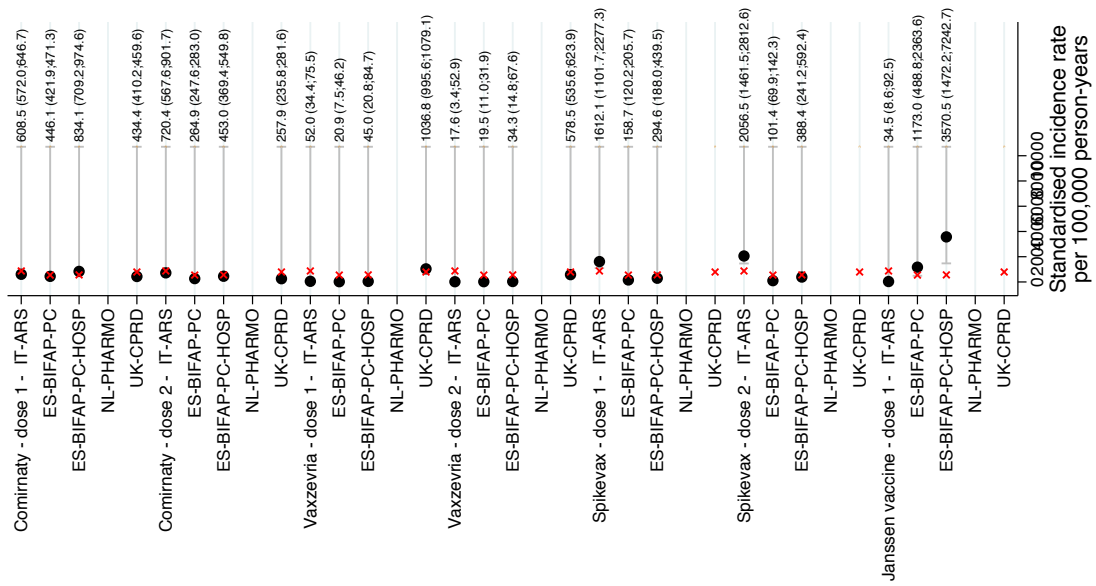 Comirnaty - dose 1 - IT-ARS 608.5 (572.0;646.7)
ES-BIFAP-PC 446.1 (421.9;471.3)
ES-BIFAP-PC-HOSP 834.1 (709.2;974.6)
NL-PHARMO
UK-CPRD 434.4 (410.2;459.6)
Comirnaty - dose 2 - IT-ARS 720.4 (567.6;901.7)
ES-BIFAP-PC 264.9 (247.6;283.0)
ES-BIFAP-PC-HOSP 453.0 (369.4;549.8)
NL-PHARMO
UK-CPRD 257.9 (235.8;281.6)
Vaxzevria - dose 1 - IT-ARS 52.0 (34.4;75.5)
ES-BIFAP-PC 20.9 (7.5;46.2)
ES-BIFAP-PC-HOSP 45.0 (20.8;84.7)
NL-PHARMO
UK-CPRD 1036.8 (995.6;1079.1)
Vaxzevria - dose 2 - IT-ARS 17.6 (3.4;52.9)
ES-BIFAP-PC 19.5 (11.0;31.9)
ES-BIFAP-PC-HOSP 34.3 (14.8;67.6)
NL-PHARMO
UK-CPRD 578.5 (535.6;623.9)
Spikevax - dose 1 - IT-ARS 1612.1 (1101.7;2277.3)
ES-BIFAP-PC 158.7 (120.2;205.7)
ES-BIFAP-PC-HOSP 294.6 (188.0;439.5)
NL-PHARMO
UK-CPRD
Spikevax - dose 2 - IT-ARS 2056.5 (1461.5;2812.6)
ES-BIFAP-PC 101.4 (69.9;142.3)
ES-BIFAP-PC-HOSP 388.4 (241.2;592.4)
NL-PHARMO
UK-CPRD
Janssen vaccine - dose 1 - IT-ARS 34.5 (8.6;92.5)
ES-BIFAP-PC 1173.0 (488.8;2363.6)
ES-BIFAP-PC-HOSP 3570.5 (1472.2;7242.7)
NL-PHARMO
UK-CPRD
0 2000 4000 6000 8000 10000
Standardised incidence rate
per 100,000 person-years